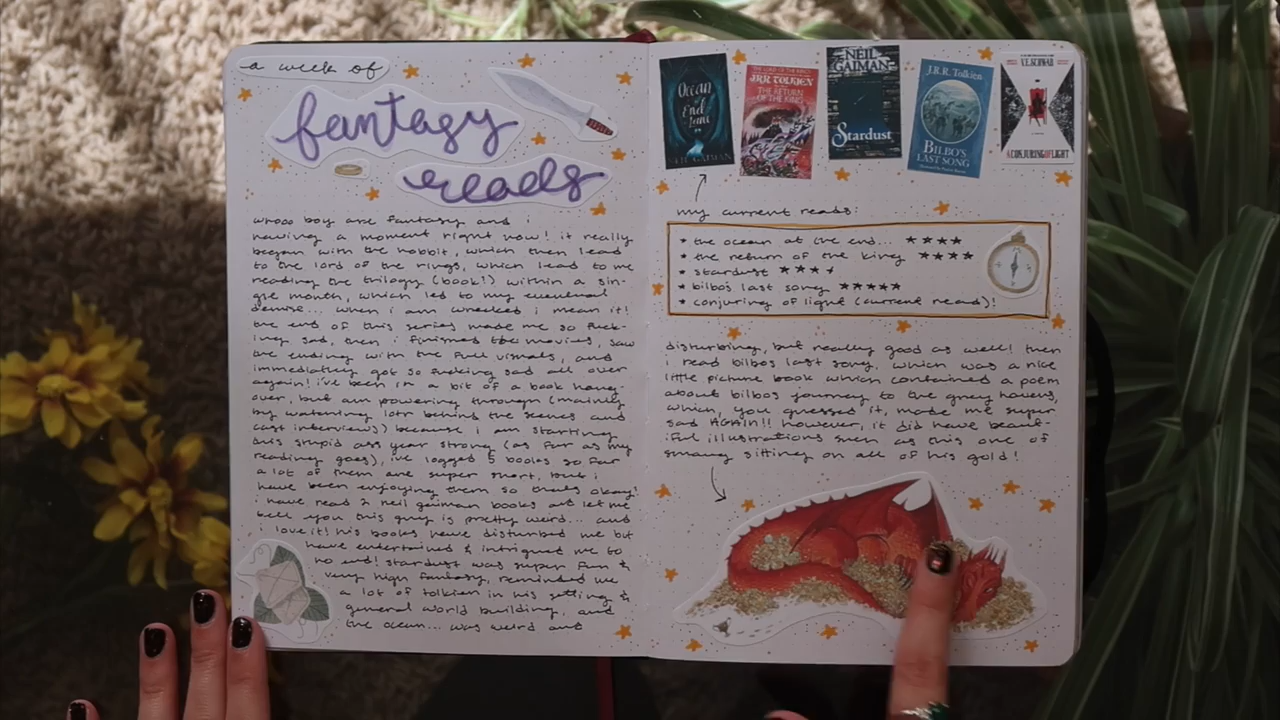 a week of
fantasy
reads
whooo boy are fantasy and i
having a moment right now! it really
began with the hobbit, which then lead
to the lord of the rings, which lead to me
reading the trilogy (book!) within a sin-
gle month, which led to my eventual
demise... when i am wrecked i mean it!
the end of this series made me so fuck-
ing sad, then i finished the movies, saw
the ending with the full visuals, and
immediately got so fucking sad all over
again! i've been in a bit of a book hang-
over, but am powering through (mainly
by watching lotr behind the scenes and
cast interviews) because i am starting
this stupid ass year strong (as far as my
reading goes), i've logged 5 books so far
a lot of them are super short, but i
have been enjoying them so thats okay!
i have read 2 neil gaiman books and let me
tell you this guy is pretty weird... and
i love it! his books have disturbed me but
have entertained & intrigued me to
no end! stardust was super fun &
very high fantasy, reminded me
a lot of tolkien in his setting &
general world building, and
the ocean... was weird and
Ocean
at the
End
of the
Lane
NEIL GAIMAN
THE LORD OF THE RINGS
JRR TOLKIEN
THE RETURN
OF THE KING
NEIL
GAIMAN
Stardust
J.R.R. Tolkien
BILBO'S
LAST SONG
V.E. SCHWAB
A CONJURING OF LIGHT
my current reads:
* the ocean at the end... ★★★★
* the return of the king ★★★★
* stardust ★★★
* bilbo's last song ★★★★★
* conjuring of light (current read)!
disturbing, but really good as well! then
i read bilbos last song, which was a nice
little picture book which contained a poem
about bilbos journey to the grey havens,
which, you guessed it, made me super
sad AGAIN!! however, it did have beaut-
iful illustrations such as this one of
smaug sitting on all of his gold!